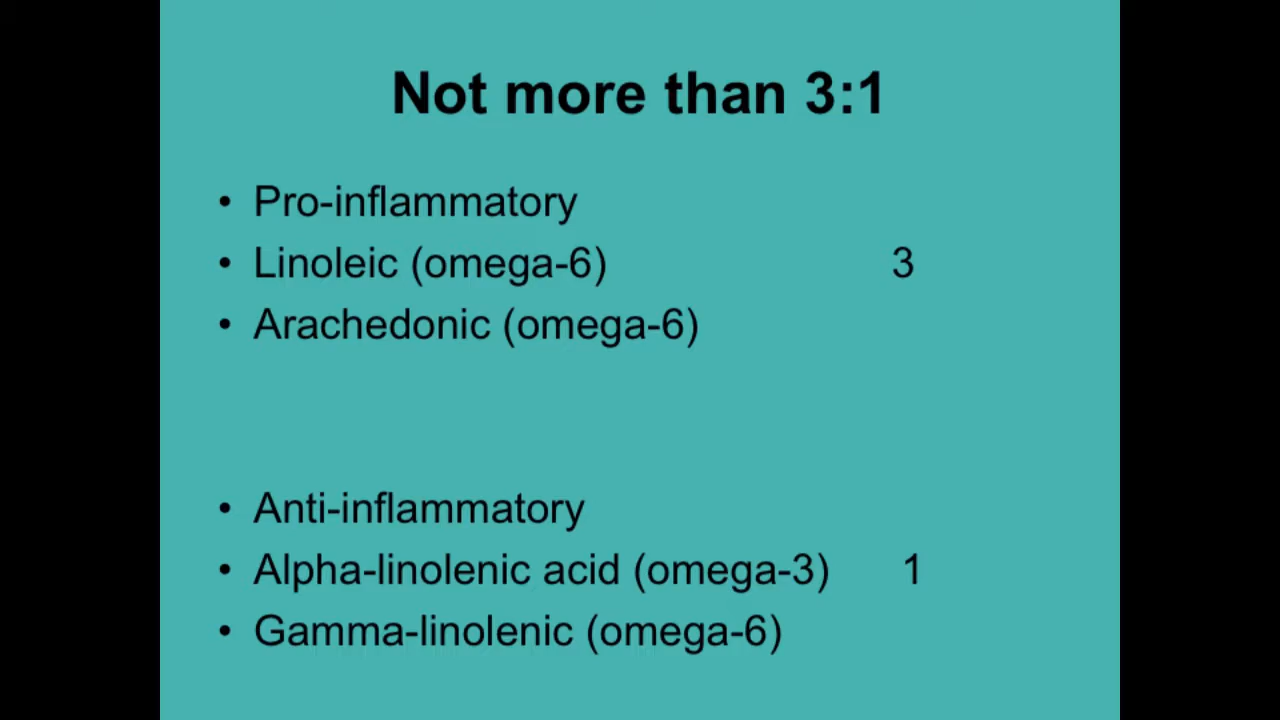 Not more than 3:1
• Pro-inflammatory
• Linoleic (omega-6) 3
• Arachedonic (omega-6)
• Anti-inflammatory
• Alpha-linolenic acid (omega-3) 1
• Gamma-linolenic (omega-6)